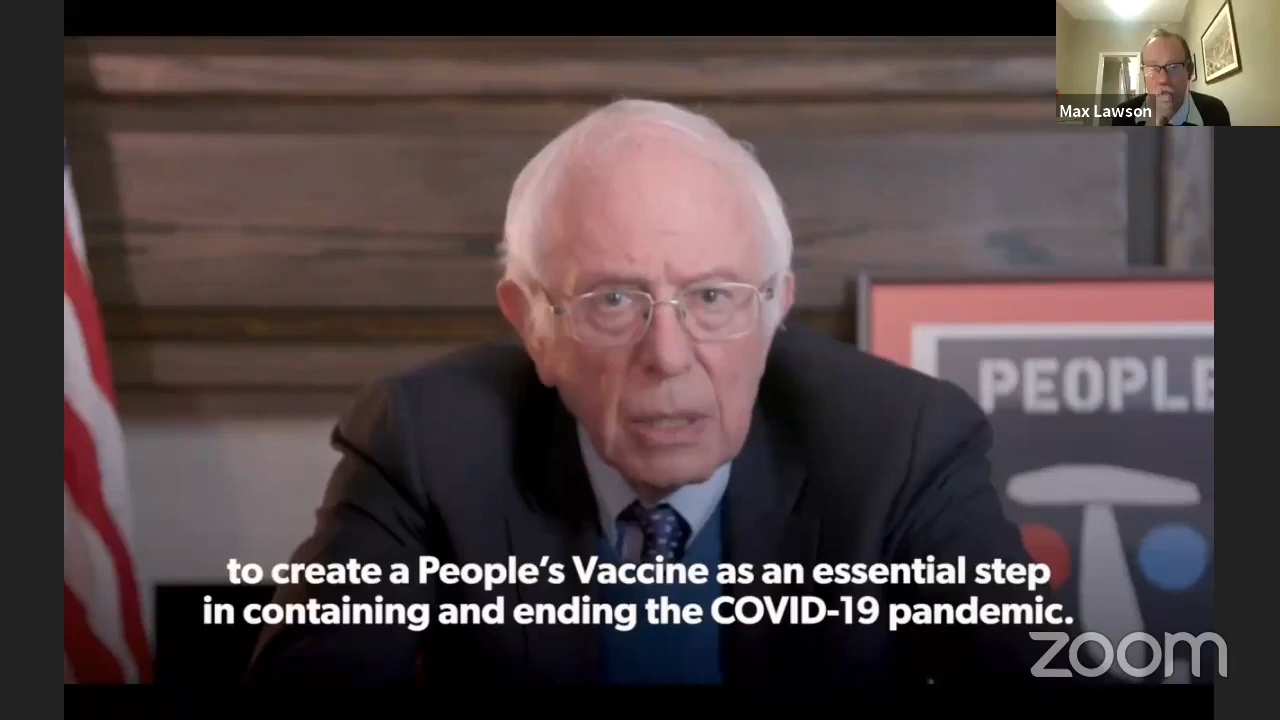 Max Lawson
PEOPLE
to create a People's Vaccine as an essential step
in containing and ending the COVID-19 pandemic.
zoom